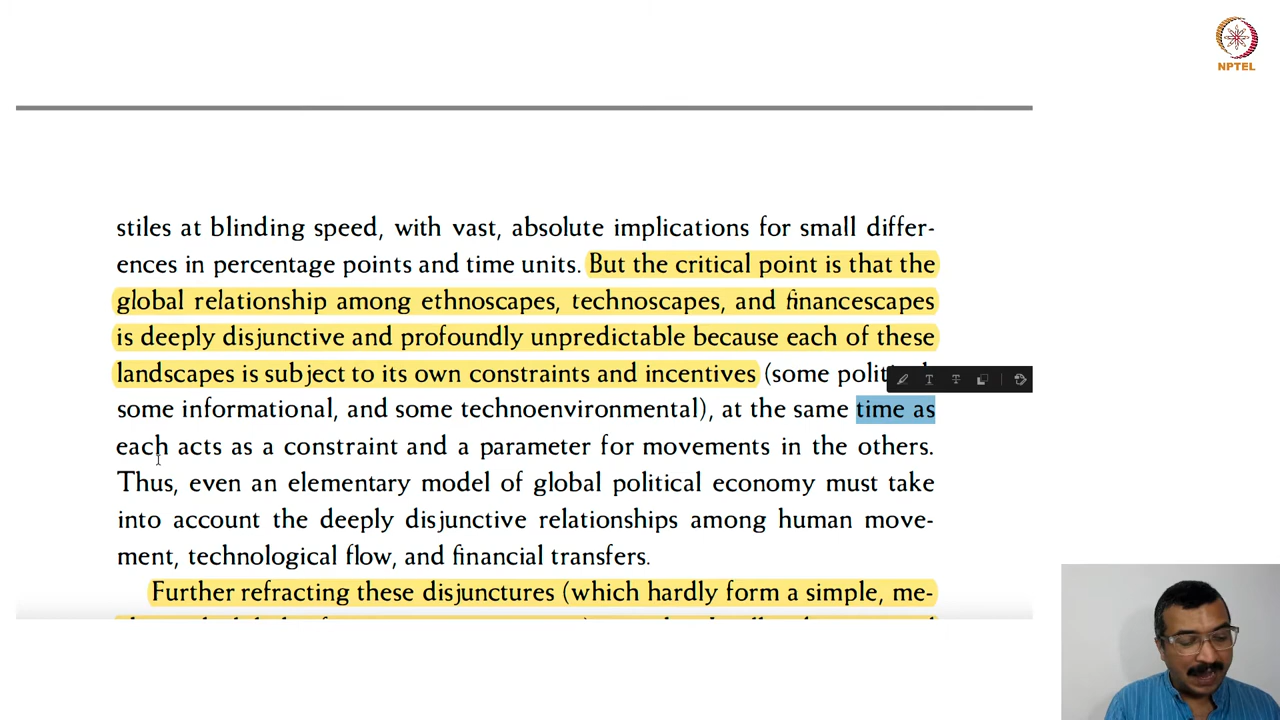 NPTEL
stiles at blinding speed, with vast, absolute implications for small differ-
ences in percentage points and time units. But the critical point is that the
global relationship among ethnoscapes, technoscapes, and financescapes
is deeply disjunctive and profoundly unpredictable because each of these
landscapes is subject to its own constraints and incentives (some
some informational, and some technoenvironmental), at the same time as
each acts as a constraint and a parameter for movements in the others.
Thus, even an elementary model of global political economy must take
into account the deeply disjunctive relationships among human move-
ment, technological flow, and financial transfers.
Further refracting these disjunctures (which hardly form a simple, me-